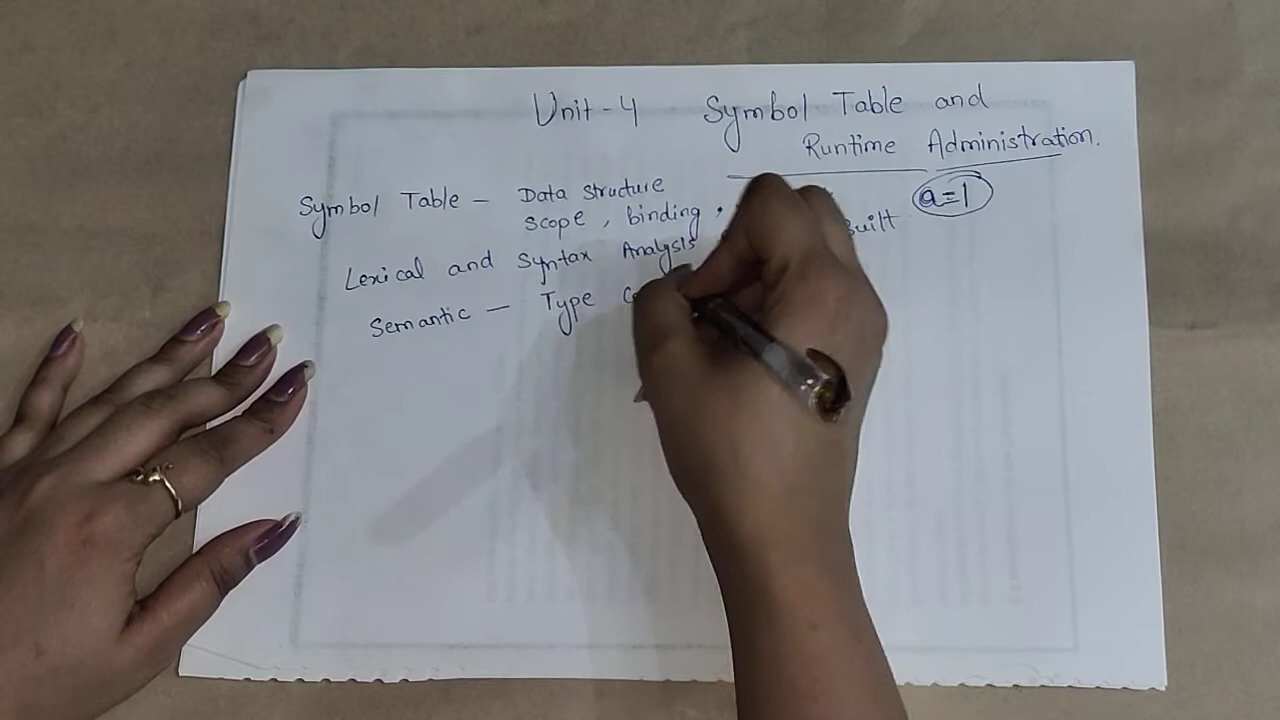 Unit-4 Symbol Table and
Runtime Administration.
Symbol Table - Data Structure
a=1
scope, binding.
Lexical and Syntax Analysis Built
Semantic - Type